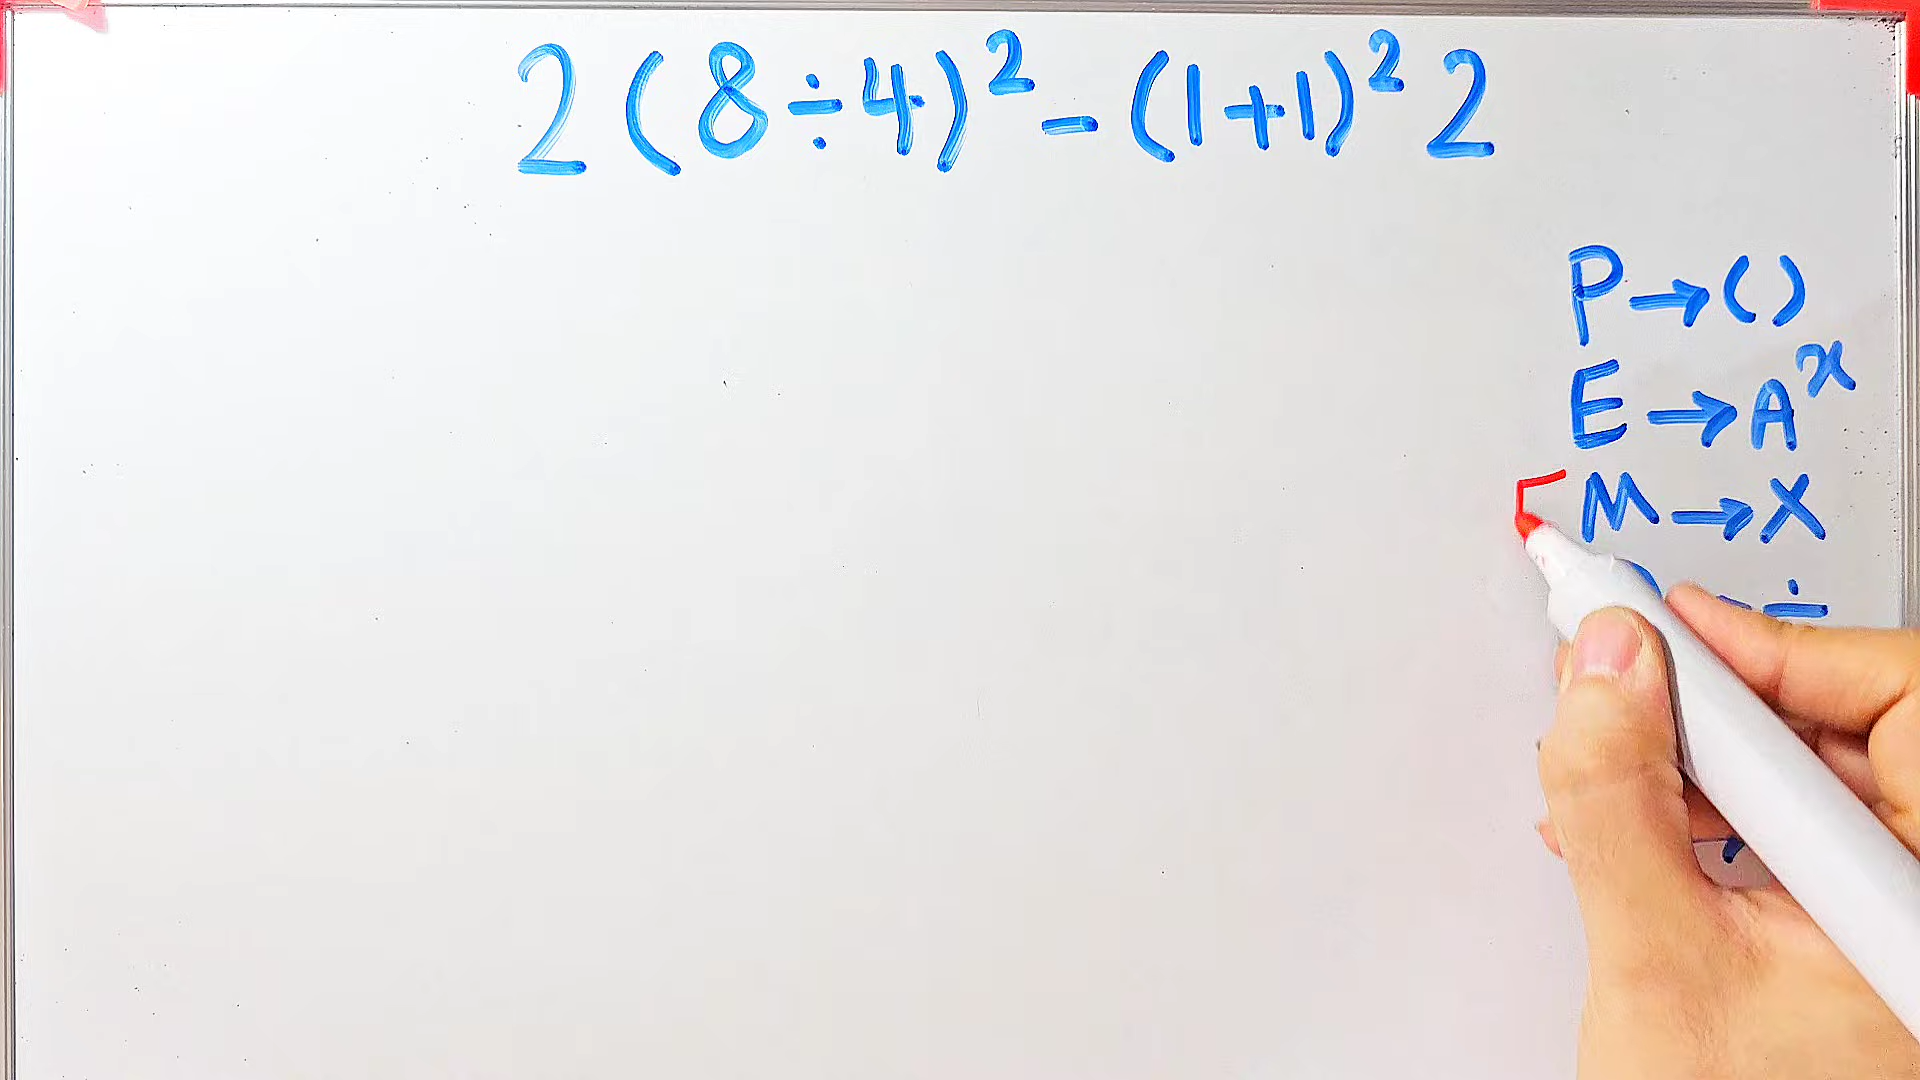 2(8÷4)²-(1+1)²2
P→()
E→Aˣ
M→X
÷